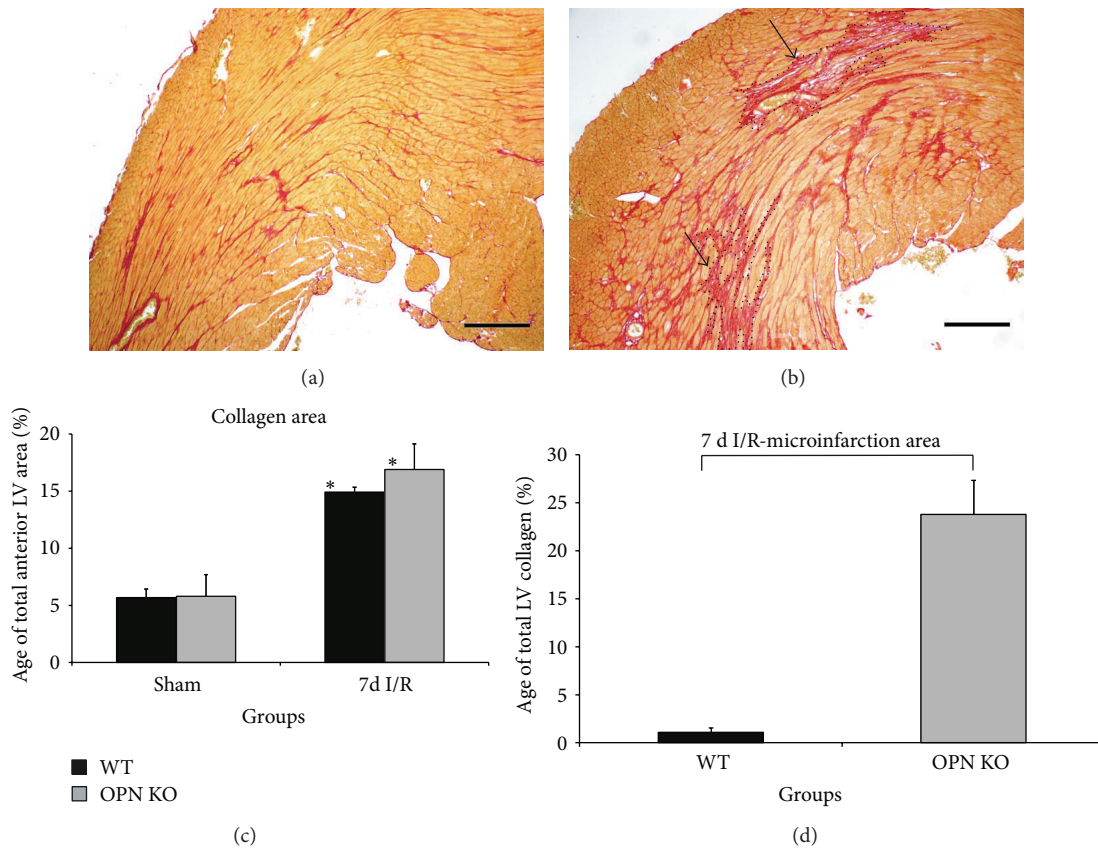 (a)
(b)
Collagen area
Age of total anterior LV area (%)
20
15
10
5
0
*
*
Sham
7d I/R
Groups
WT
OPN KO
(c)
7 d I/R-microinfarction area
Age of total LV collagen (%)
30
25
20
15
10
5
0
WT
OPN KO
Groups
(d)